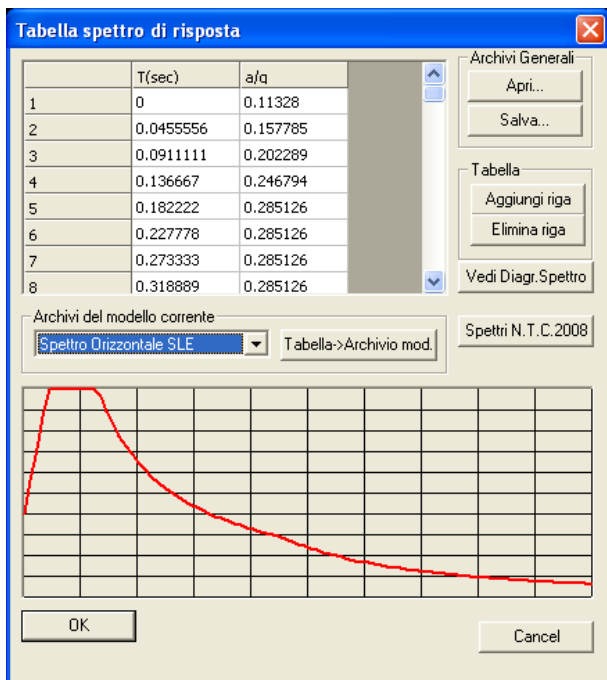 Tabella spettro di risposta
T(sec) a/q
1 0 0.11328
2 0.0455556 0.157785
3 0.0911111 0.202289
4 0.136667 0.246794
5 0.182222 0.285126
6 0.227778 0.285126
7 0.273333 0.285126
8 0.318889 0.285126
Archivi Generali
Apri...
Salva...
Tabella
Aggiungi riga
Elimina riga
Vedi Diagr.Spettro
Archivi del modello corrente
Spettro Orizzontale SLE
Tabella->Archivio mod.
Spettri N.T.C.2008
OK
Cancel